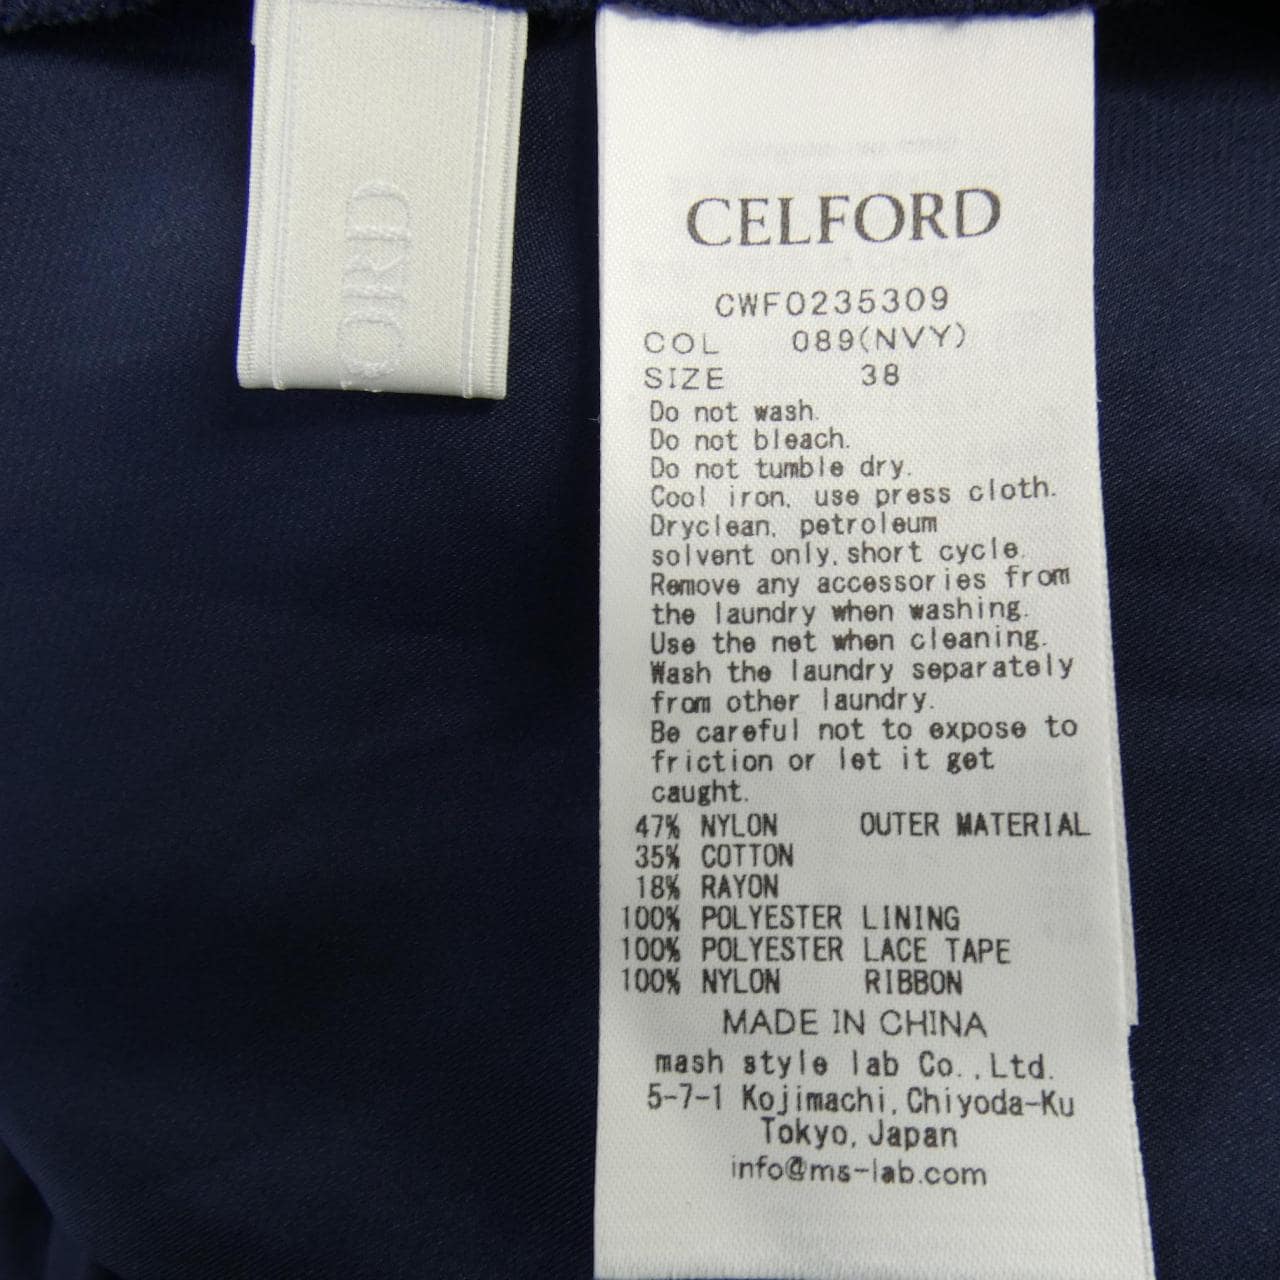 ORD
CELFORD
CWF0235309
COL 089(NVY)
SIZE 38
Do not wash.
Do not bleach.
Do not tumble dry.
Cool iron, use press cloth.
Dryclean, petroleum
solvent only, short cycle.
Remove any accessories from
the laundry when washing.
Use the net when cleaning.
Wash the laundry separately
from other laundry.
Be careful not to expose to
friction or let it get
caught.
47% NYLON OUTER MATERIAL
35% COTTON
18% RAYON
100% POLYESTER LINING
100% POLYESTER LACE TAPE
100% NYLON RIBBON
MADE IN CHINA
mash style lab Co.,Ltd.
5-7-1 Kojimachi, Chiyoda-Ku
Tokyo, Japan
info@ms-lab.com